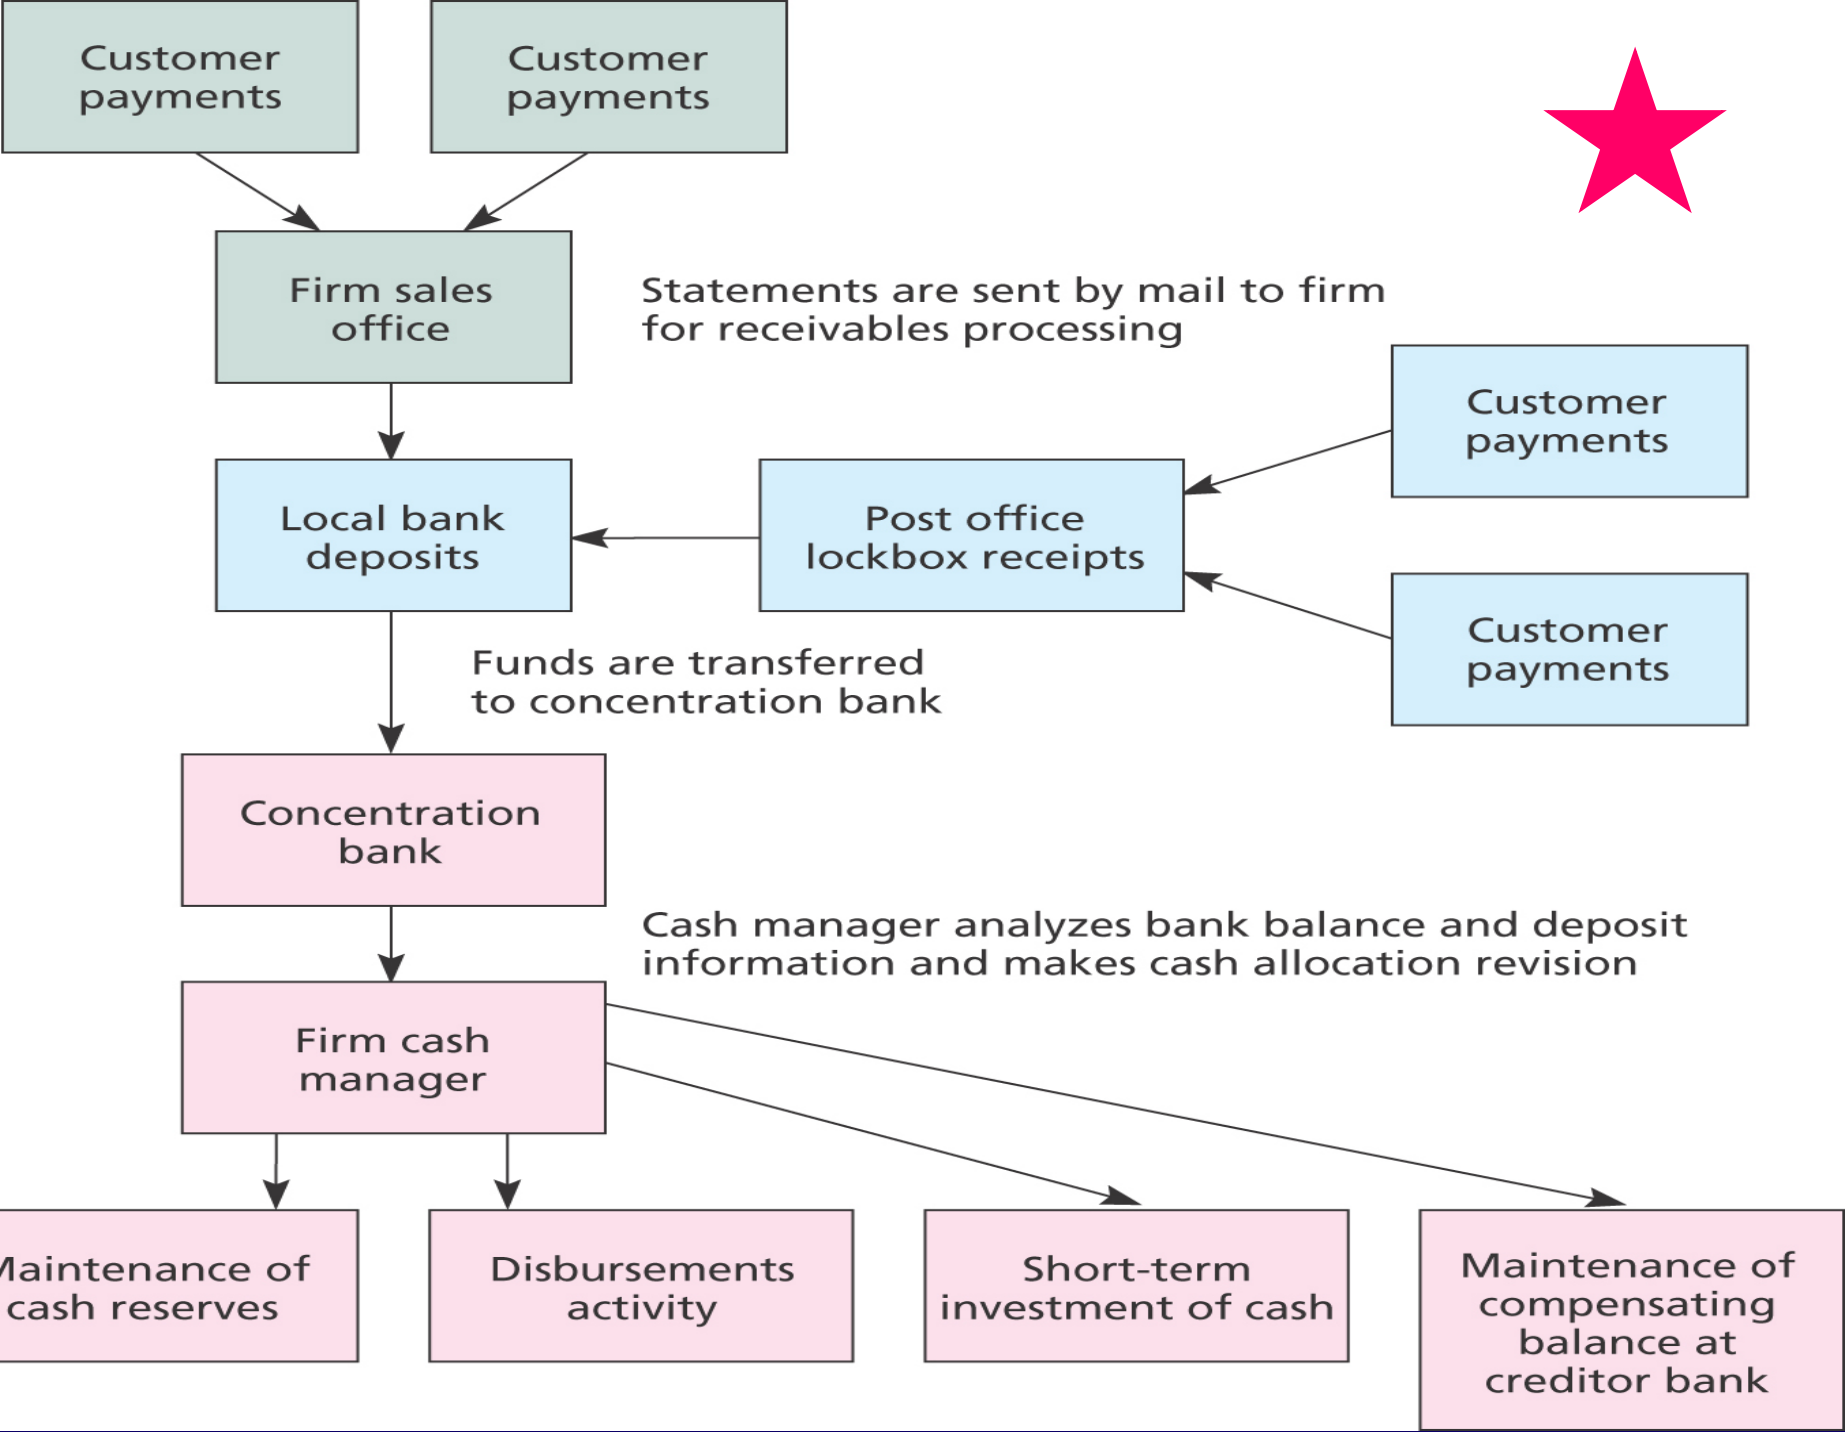 Customer
payments
Customer
payments
Firm sales
office
Statements are sent by mail to firm
for receivables processing
Customer
payments
Local bank
deposits
Post office
lockbox receipts
Customer
payments
Funds are transferred
to concentration bank
Concentration
bank
Cash manager analyzes bank balance and deposit
information and makes cash allocation revision
Firm cash
manager
Maintenance of
cash reserves
Disbursements
activity
Short-term
investment of cash
Maintenance of
compensating
balance at
creditor bank